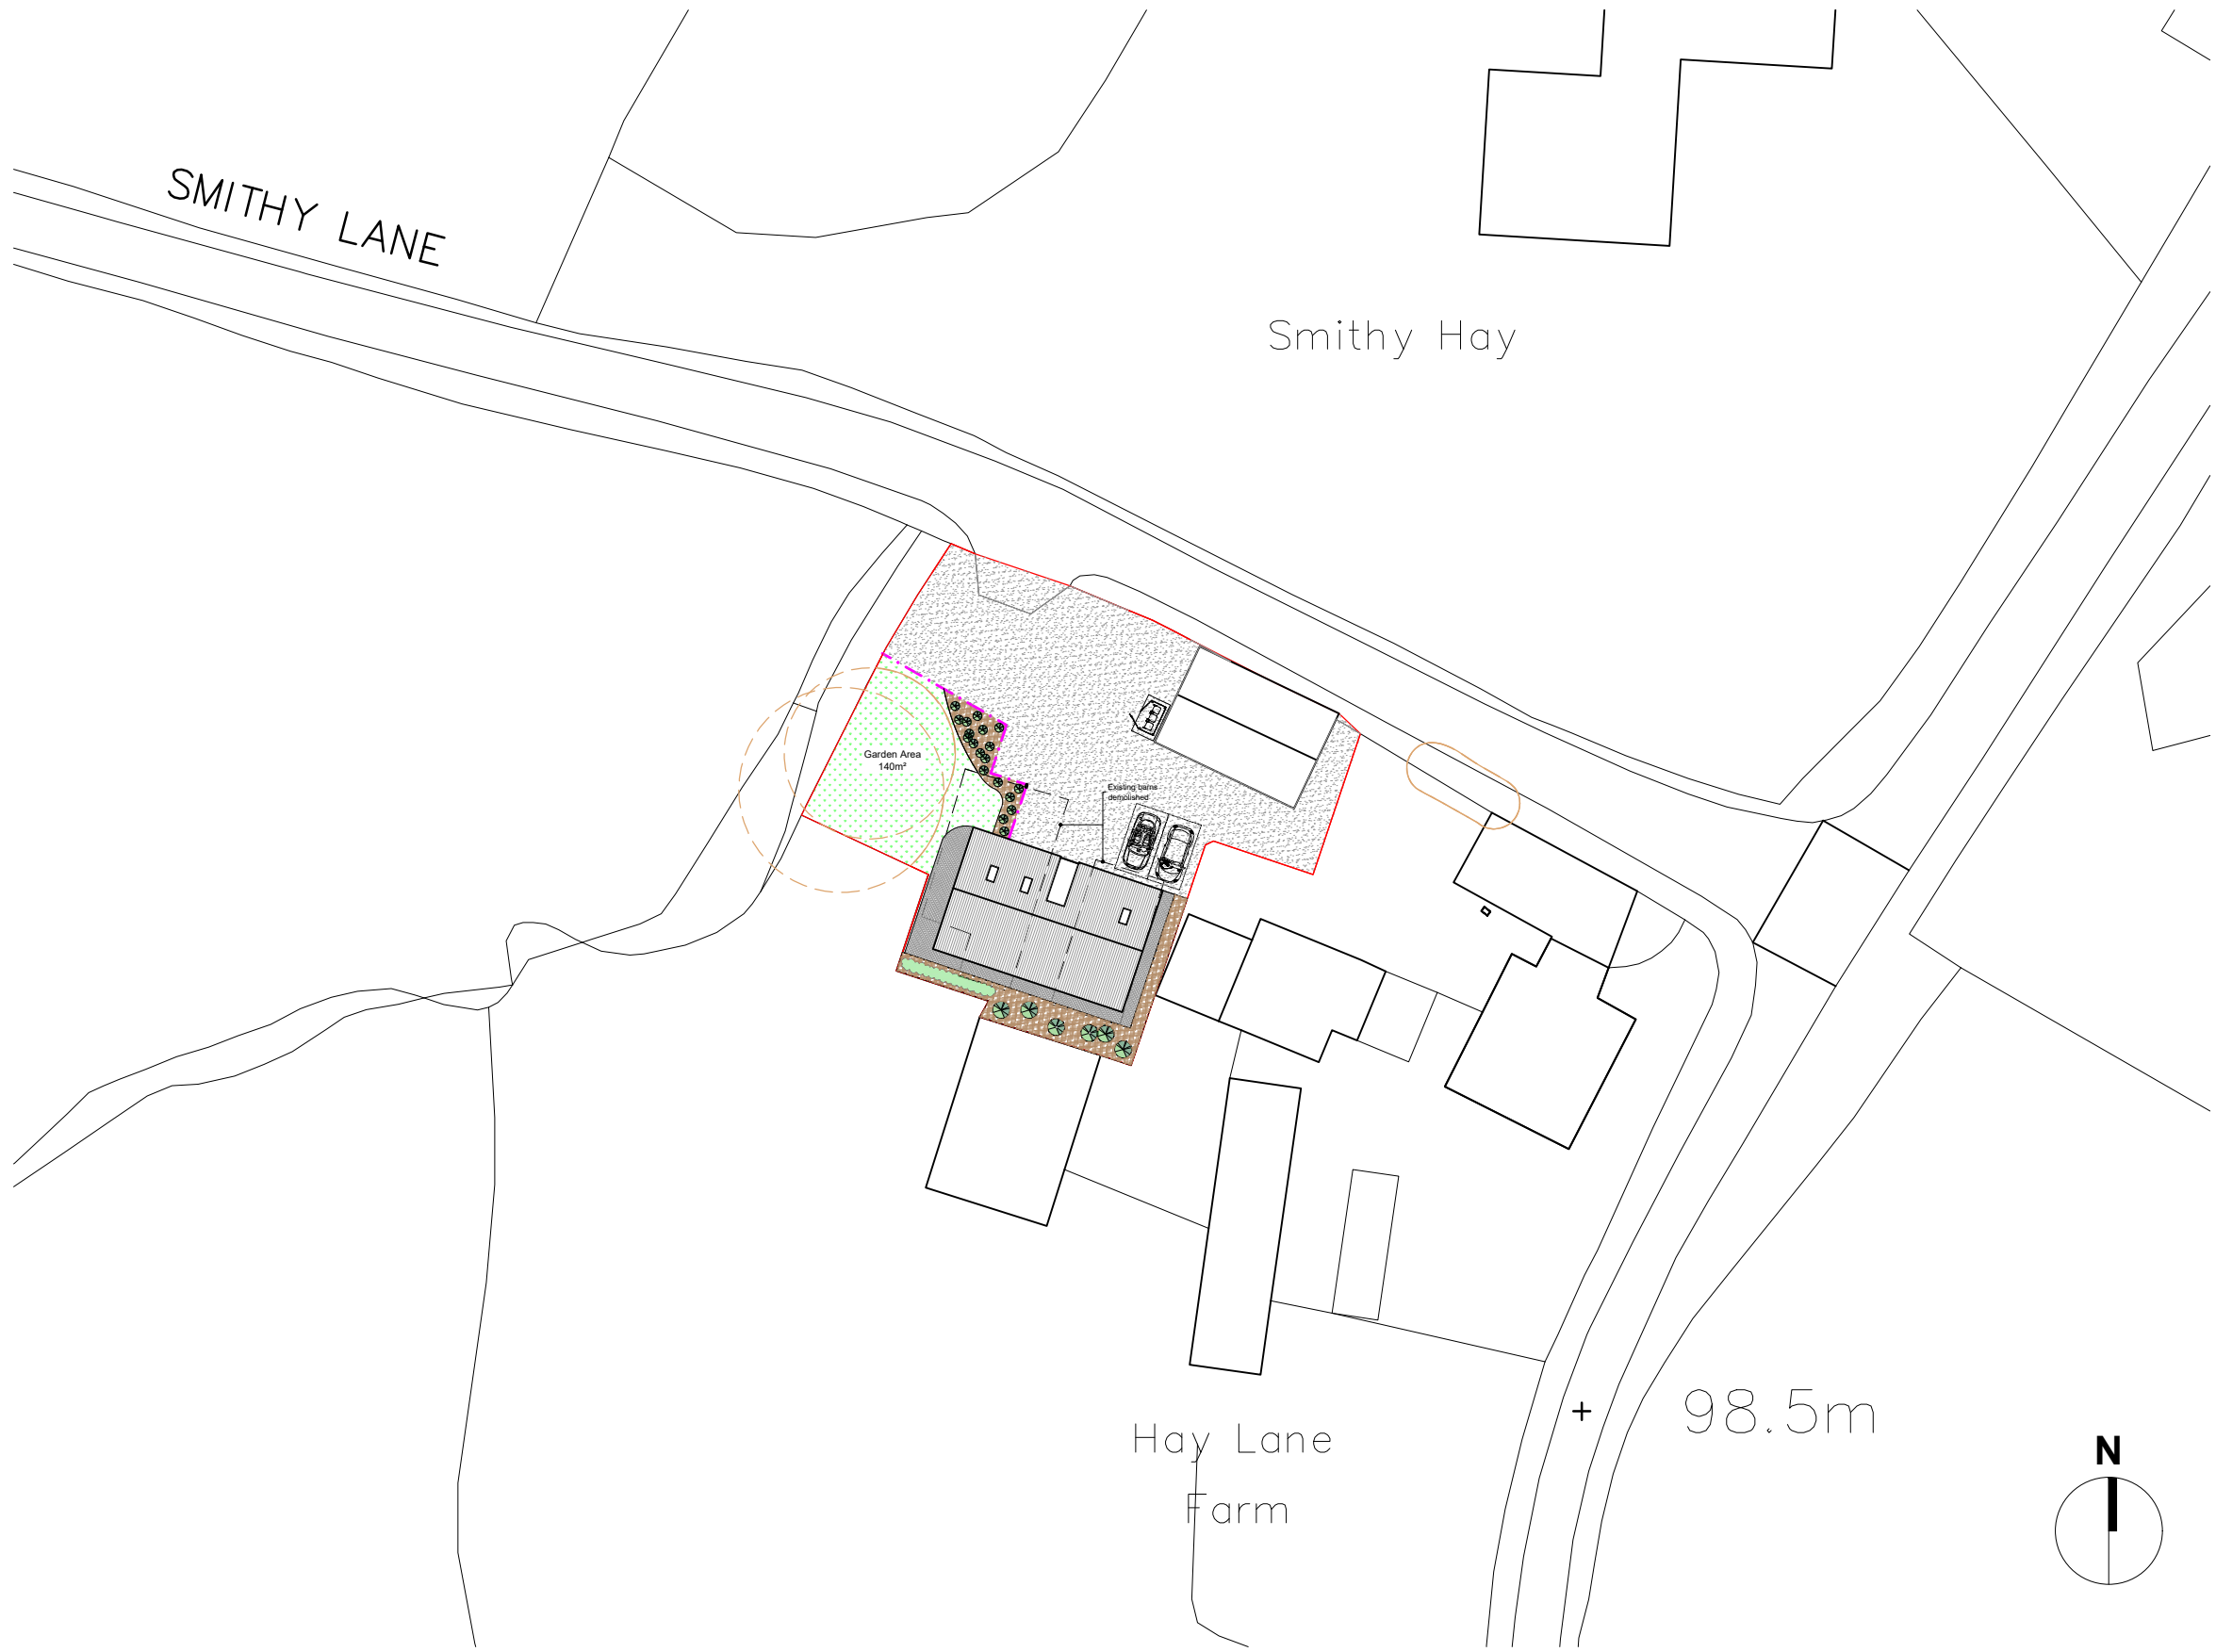 SMITHY LANE
Smithy Hay
Garden Area
140m²
Existing barns
demolished
98.5m
Hay Lane
Farm
N